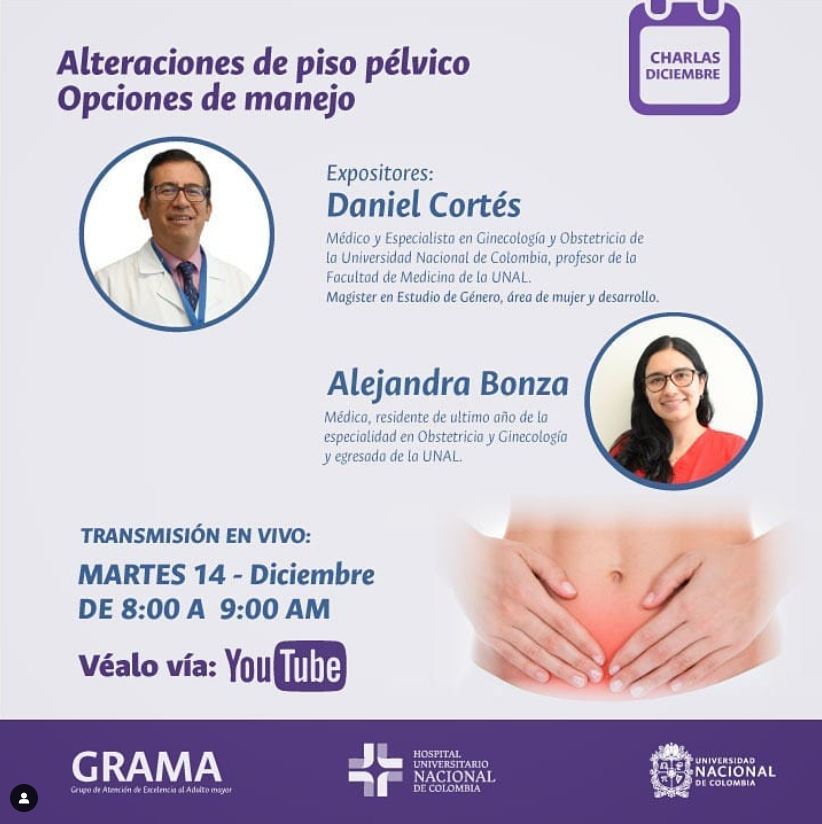 Alteraciones de piso pélvico
Opciones de manejo
CHARLAS
DICIEMBRE
Expositores:
Daniel Cortés
Médico y Especialista en Ginecología y Obstetricia de
la Universidad Nacional de Colombia, profesor de la
Facultad de Medicina de la UNAL.
Magister en Estudio de Género, área de mujer y desarrollo.
Alejandra Bonza
Médica, residente de ultimo año de la
especialidad en Obstetricia y Ginecología
y egresada de la UNAL.
TRANSMISIÓN EN VIVO:
MARTES 14 - Diciembre
DE 8:00 A 9:00 AM
Véalo vía: YouTube
GRAMA
Grupo de Atención de Excelencia al Adulto mayor
HOSPITAL
UNIVERSITARIO
NACIONAL
DE COLOMBIA
UNIVERSIDAD
NACIONAL
DE COLOMBIA